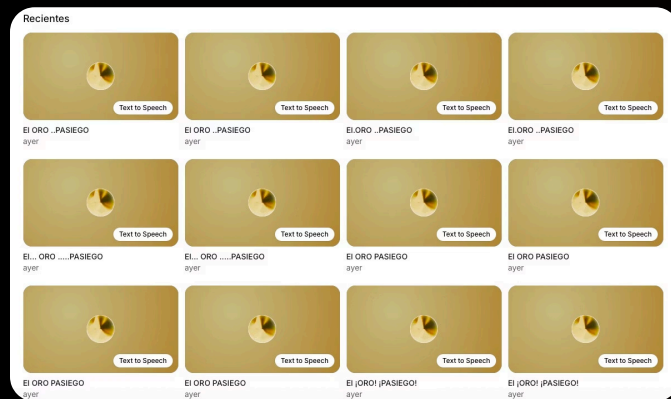 Recientes
Text to Speech
Text to Speech
Text to Speech
Text to Speech
El ORO ..PASIEGO
El ORO ..PASIEGO
El.ORO ..PASIEGO
El.ORO ..PASIEGO
ayer
ayer
ayer
ayer
Text to Speech
Text to Speech
Text to Speech
Text to Speech
El... ORO .....PASIEGO
El... ORO .....PASIEGO
El ORO PASIEGO
El ORO PASIEGO
ayer
ayer
ayer
ayer
Text to Speech
Text to Speech
Text to Speech
Text to Speech
El ORO PASIEGO
El ORO PASIEGO
El ¡ORO! ¡PASIEGO!
El ¡ORO! ¡PASIEGO!
ayer
ayer
ayer
ayer